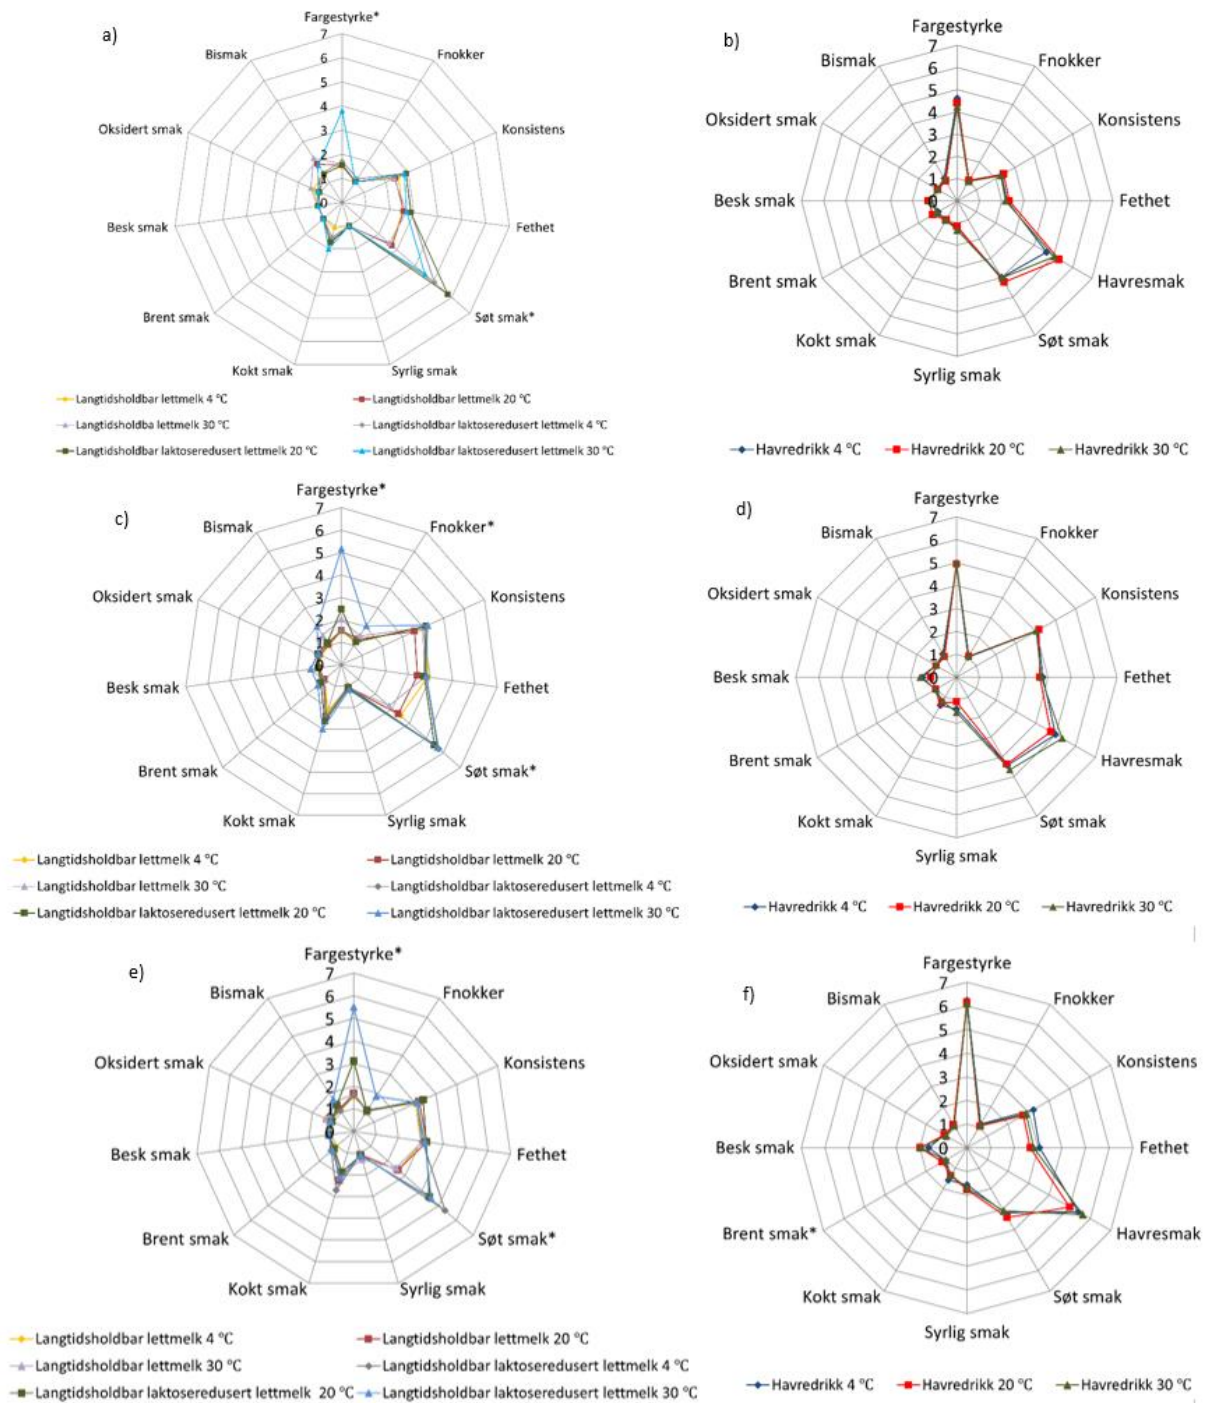 a)
Fargestyrke*
Fnokker
Konsistens
Fethet
Søt smak*
Syrlig smak
Kokt smak
Brent smak
Besk smak
Oksidert smak
Bismak
7
6
5
4
3
2
1
0
Langtidsholdbar lettmelk 4 °C
Langtidsholdbar lettmelk 20 °C
Langtidsholdba lettmelk 30 °C
Langtidsholdbar laktoseredusert lettmelk 4 °C
Langtidsholdbar laktoseredusert lettmelk 20 °C
Langtidsholdbar laktoseredusert lettmelk 30 °C
b)
Fargestyrke
Fnokker
Konsistens
Fethet
Havresmak
Søt smak
Syrlig smak
Kokt smak
Brent smak
Besk smak
Oksidert smak
Bismak
7
6
5
4
3
2
1
0
Havredrikk 4 °C
Havredrikk 20 °C
Havredrikk 30 °C
c)
Fargestyrke*
Fnokker*
Konsistens
Fethet
Søt smak*
Syrlig smak
Kokt smak
Brent smak
Besk smak
Oksidert smak
Bismak
7
6
5
4
3
2
1
0
Langtidsholdbar lettmelk 4 °C
Langtidsholdbar lettmelk 20 °C
Langtidsholdbar lettmelk 30 °C
Langtidsholdbar laktoseredusert lettmelk 4 °C
Langtidsholdbar laktoseredusert lettmelk 20 °C
Langtidsholdbar laktoseredusert lettmelk 30 °C
d)
Fargestyrke
Fnokker
Konsistens
Fethet
Havresmak
Søt smak
Syrlig smak
Kokt smak
Brent smak
Besk smak
Oksidert smak
Bismak
7
6
5
4
3
2
1
0
Havredrikk 4 °C
Havredrikk 20 °C
Havredrikk 30 °C
e)
Fargestyrke*
Fnokker
Konsistens
Fethet
Søt smak*
Syrlig smak
Kokt smak
Brent smak
Besk smak
Oksidert smak
Bismak
7
6
5
4
3
2
1
0
Langtidsholdbar lettmelk 4 °C
Langtidsholdbar lettmelk 20 °C
Langtidsholdbar lettmelk 30 °C
Langtidsholdbar laktoseredusert lettmelk 4 °C
Langtidsholdbar laktoseredusert lettmelk 20 °C
Langtidsholdbar laktoseredusert lettmelk 30 °C
f)
Fargestyrke
Fnokker
Konsistens
Fethet
Havresmak
Søt smak
Syrlig smak
Kokt smak
Brent smak*
Besk smak
Oksidert smak
Bismak
7
6
5
4
3
2
1
0
Havredrikk 4 °C
Havredrikk 20 °C
Havredrikk 30 °C